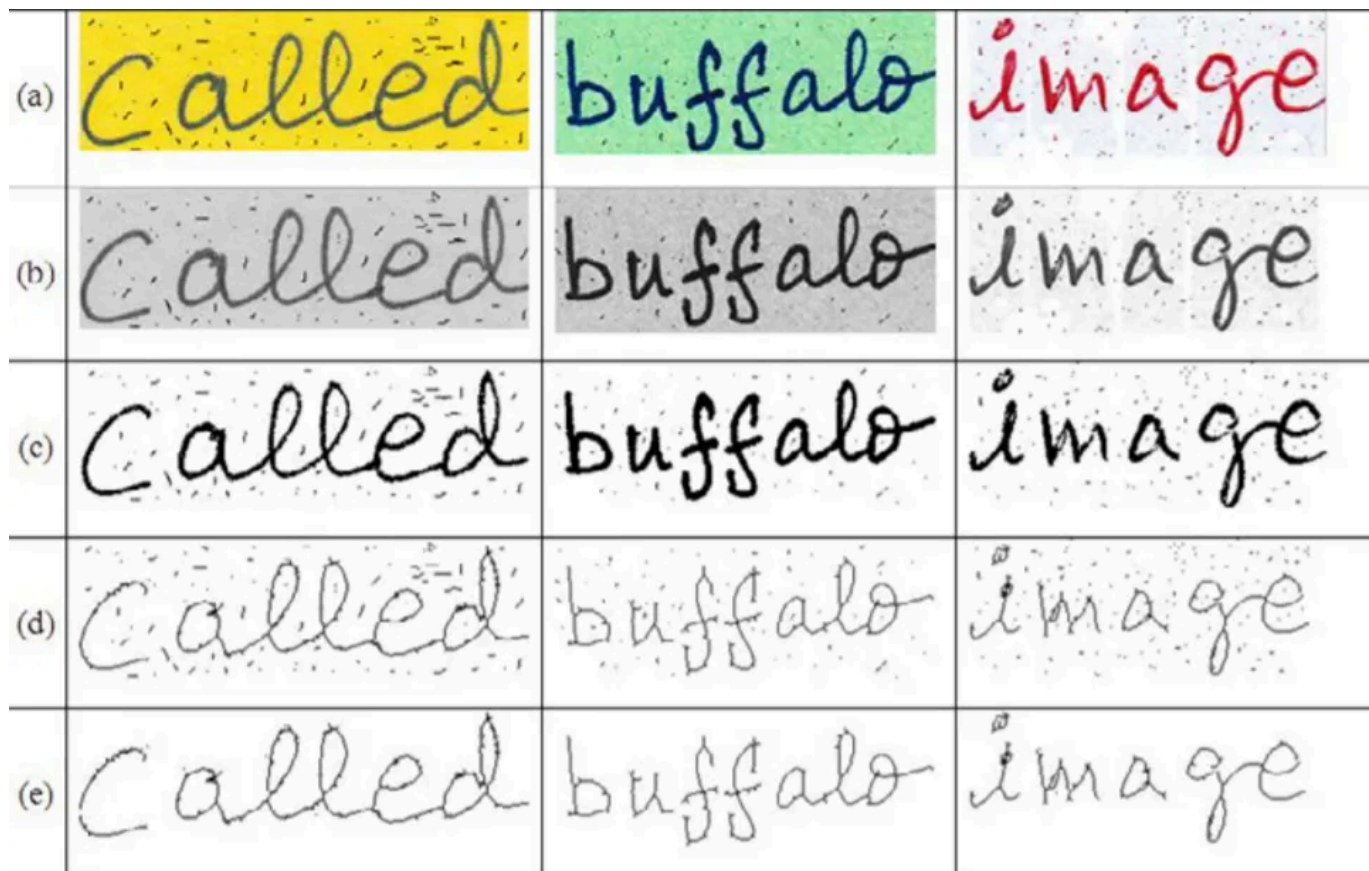 (a) Called buffalo image
(b) Called buffalo image
(c) Called buffalo image
(d) Called buffalo image
(e) Called buffalo image